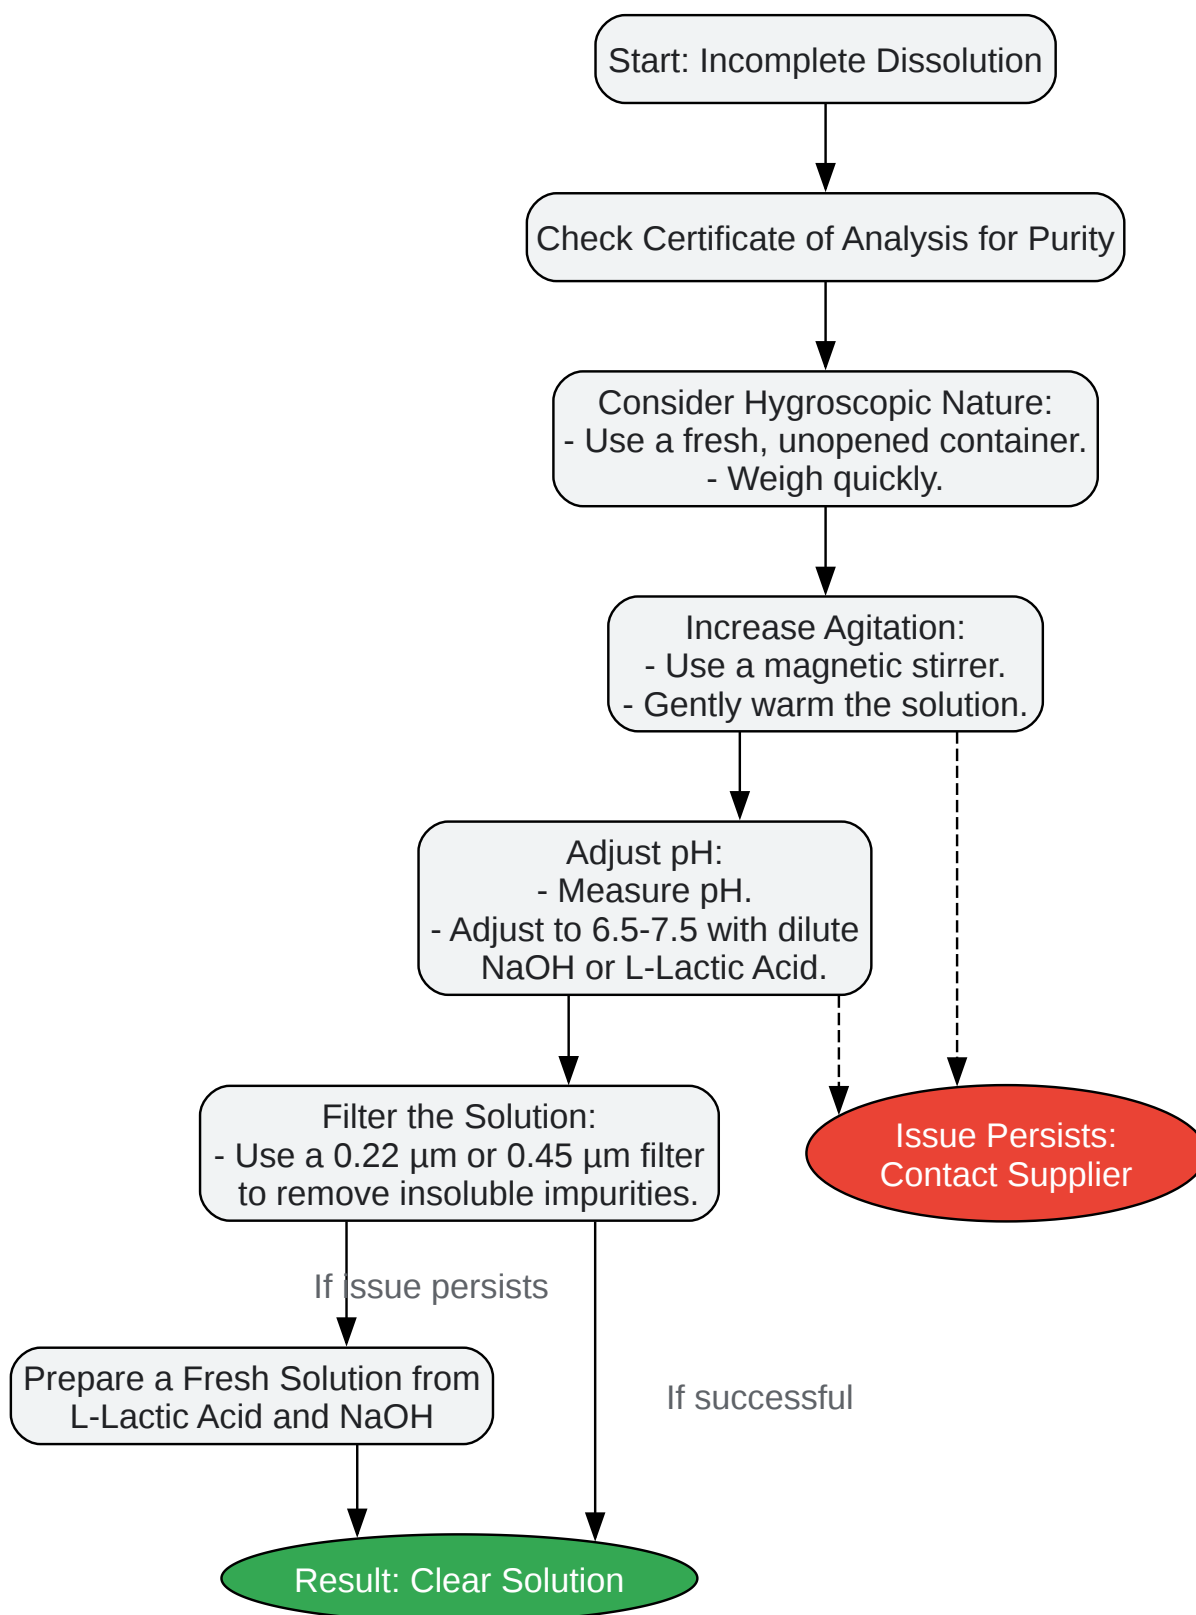 Start: Incomplete Dissolution
Check Certificate of Analysis for Purity
Consider Hygroscopic Nature:
- Use a fresh, unopened container.
- Weigh quickly.
Increase Agitation:
- Use a magnetic stirrer.
- Gently warm the solution.
Adjust pH:
- Measure pH.
- Adjust to 6.5-7.5 with dilute
NaOH or L-Lactic Acid.
Filter the Solution:
- Use a 0.22 µm or 0.45 µm filter
to remove insoluble impurities.
Issue Persists:
Contact Supplier
If issue persists
Prepare a Fresh Solution from
L-Lactic Acid and NaOH
If successful
Result: Clear Solution